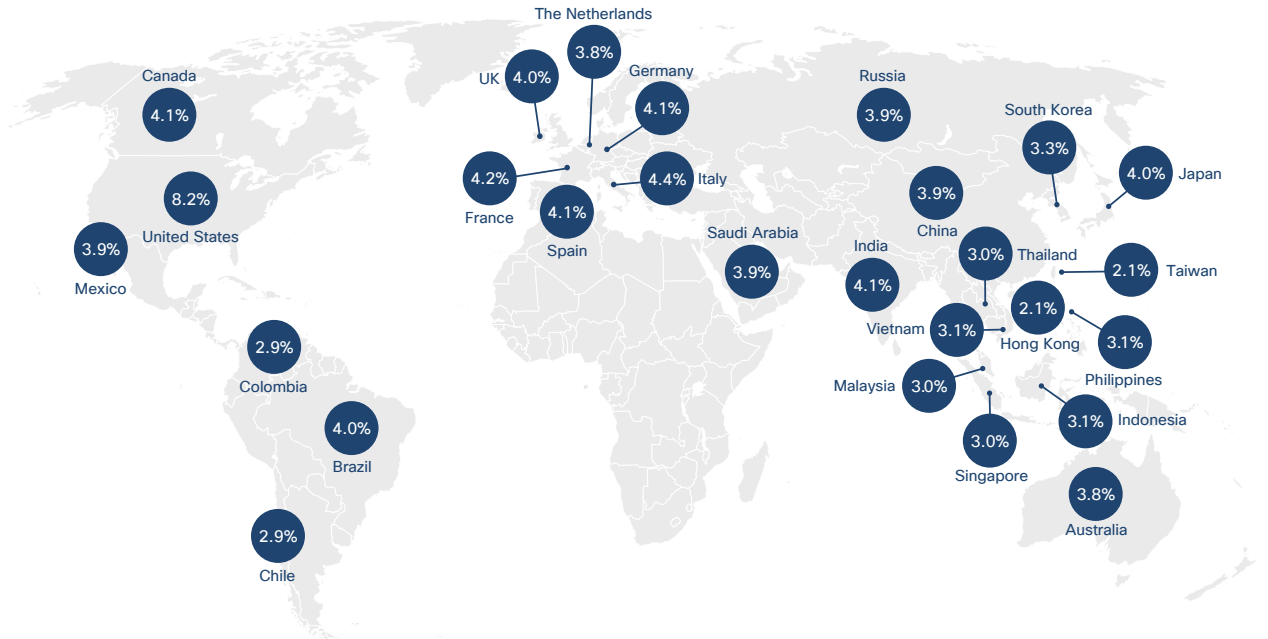 The Netherlands
3.8%
UK
4.0%
Germany
4.1%
Canada
4.1%
Russia
3.9%
South Korea
3.3%
4.0%
Japan
4.2%
France
4.4%
Italy
8.2%
United States
4.1%
Spain
3.9%
China
3.9%
Mexico
Saudi Arabia
3.9%
India
4.1%
3.0%
Thailand
2.1%
Taiwan
2.1%
Hong Kong
Vietnam
3.1%
3.1%
Philippines
2.9%
Colombia
Malaysia
3.0%
4.0%
Brazil
3.1%
Indonesia
3.0%
Singapore
3.8%
Australia
2.9%
Chile